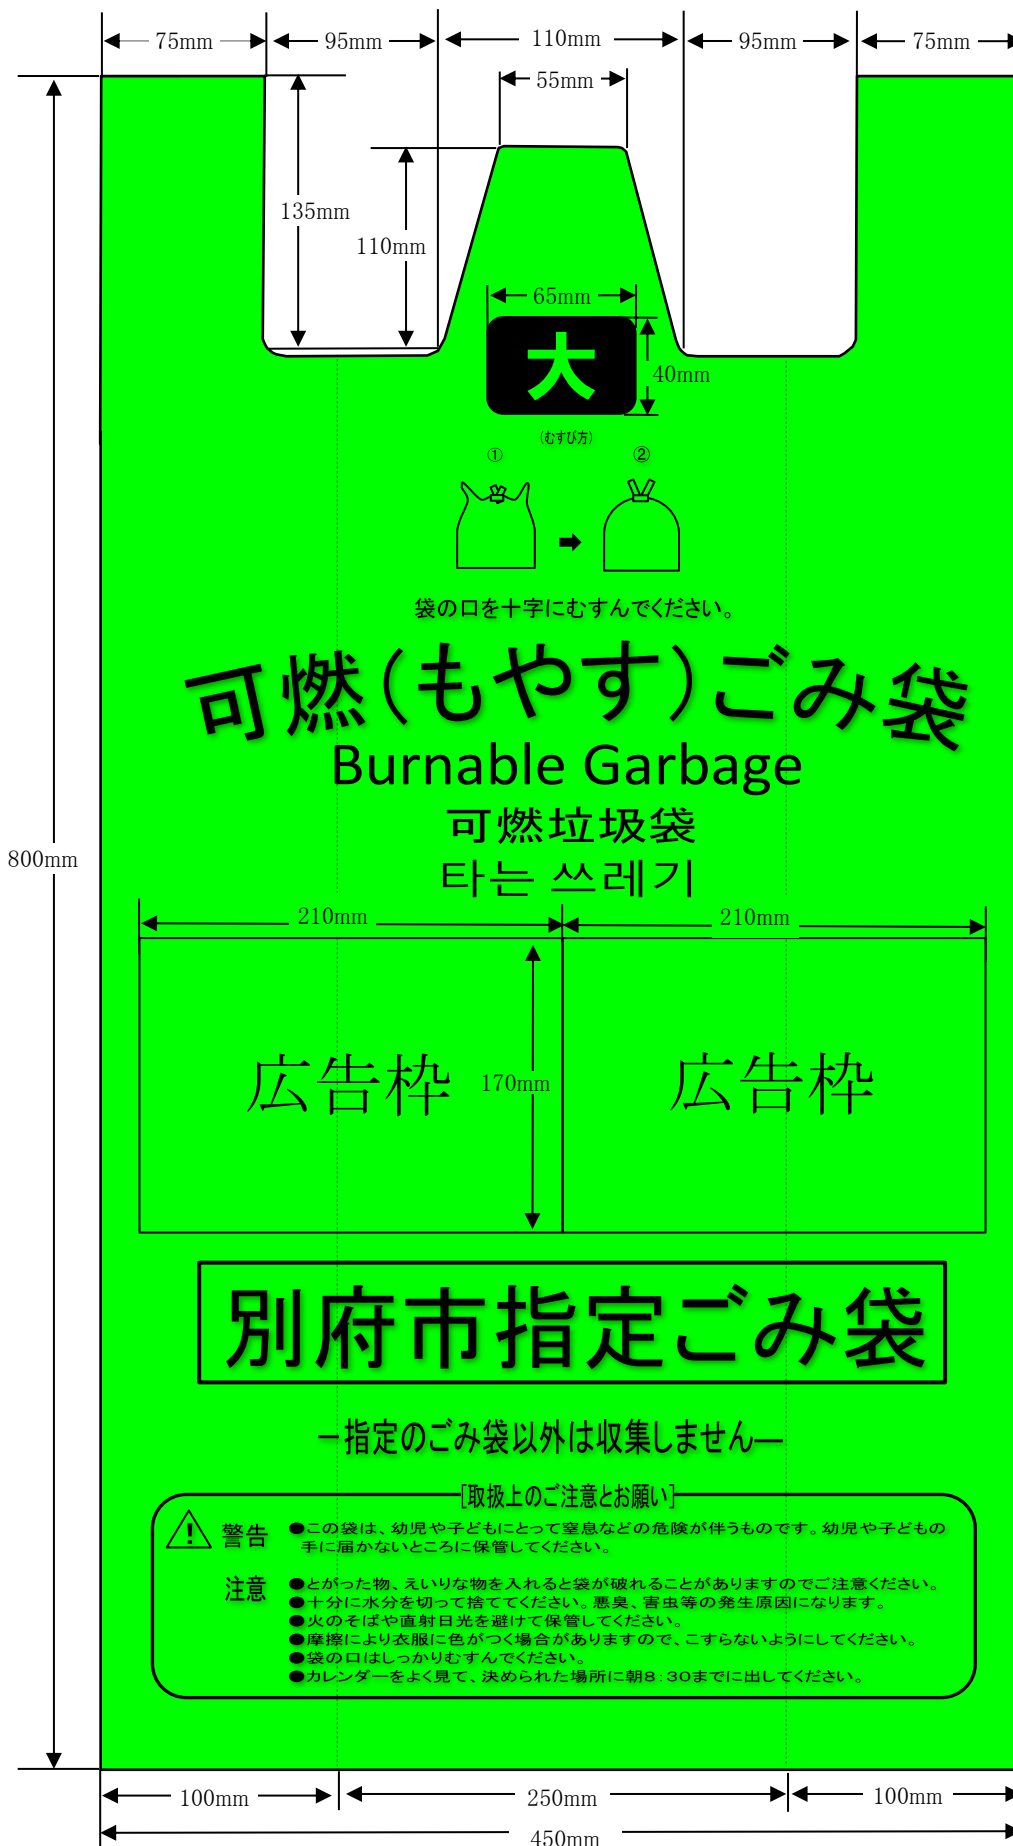 75mm 95mm 110mm 95mm 75mm
55mm
135mm
110mm
65mm
大
40mm
(むすび方)
① ②
袋の口を十字にむすんでください。
可燃(もやす)ごみ袋
Burnable Garbage
可燃垃圾袋
타는 쓰레기
800mm
210mm 210mm
広告枠 170mm 広告枠
別府市指定ごみ袋
－指定のごみ袋以外は収集しません―
[取扱上のご注意とお願い]
警告 ●この袋は、幼児や子どもにとって窒息などの危険が伴うものです。幼児や子どもの
手に届かないところに保管してください。
注意 ●とがった物、えいりな物を入れると袋が破れることがありますのでご注意ください。
●十分に水分を切って捨ててください。悪臭、害虫等の発生原因になります。
●火のそばや直射日光を避けて保管してください。
●摩擦により衣服に色がつく場合がありますので、こすらないようにしてください。
●袋の口はしっかりむすんでください。
●カレンダーをよく見て、決められた場所に朝8:30までに出してください。
100mm 250mm 100mm
450mm